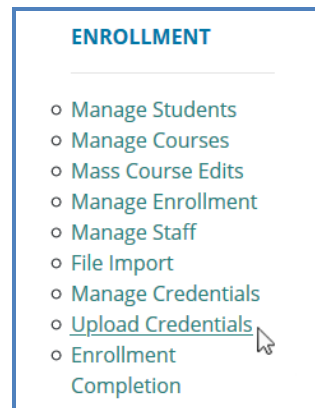 ENROLLMENT
Manage Students
Manage Courses
Mass Course Edits
Manage Enrollment
Manage Staff
File Import
Manage Credentials
Upload Credentials
Enrollment
Completion